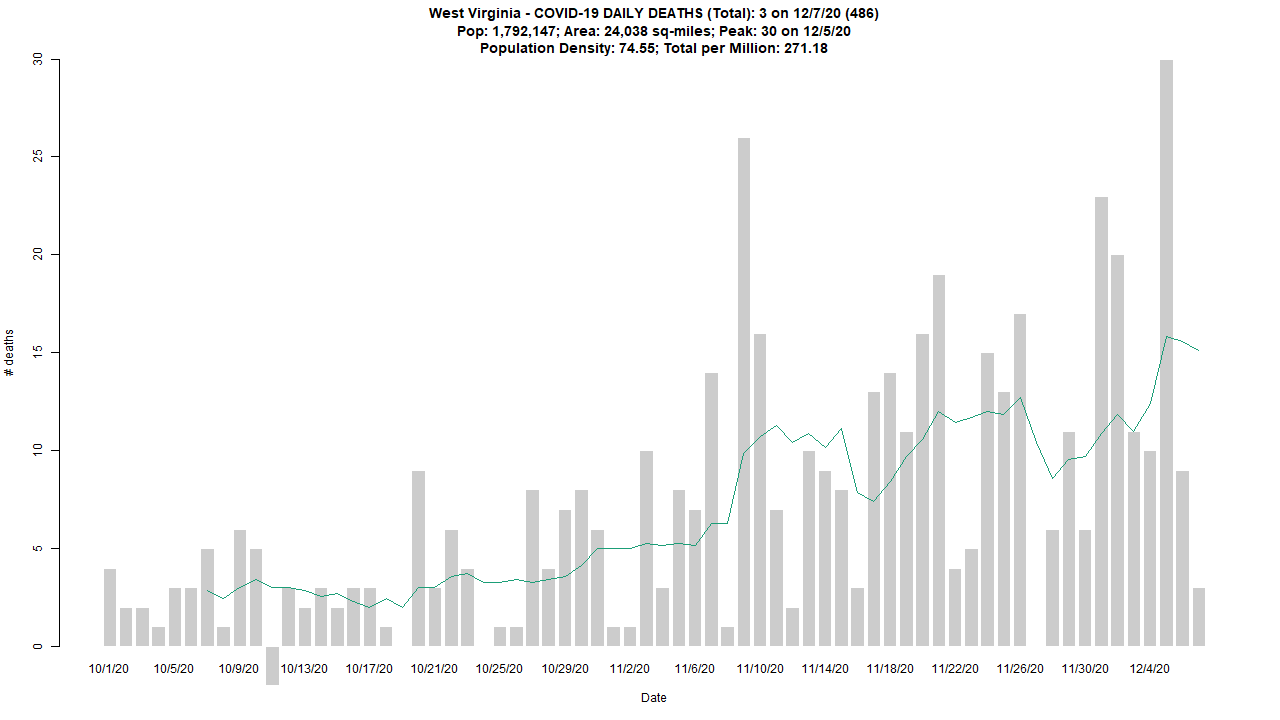 West Virginia - COVID-19 DAILY DEATHS (Total): 3 on 12/7/20 (486)
Pop: 1,792,147; Area: 24,038 sq-miles; Peak: 30 on 12/5/20
Population Density: 74.55; Total per Million: 271.18
30
25
20
15
10
5
0
# deaths
10/1/20 10/5/20 10/9/20 10/13/20 10/17/20 10/21/20 10/25/20 10/29/20 11/2/20 11/6/20 11/10/20 11/14/20 11/18/20 11/22/20 11/26/20 11/30/20 12/4/20
Date